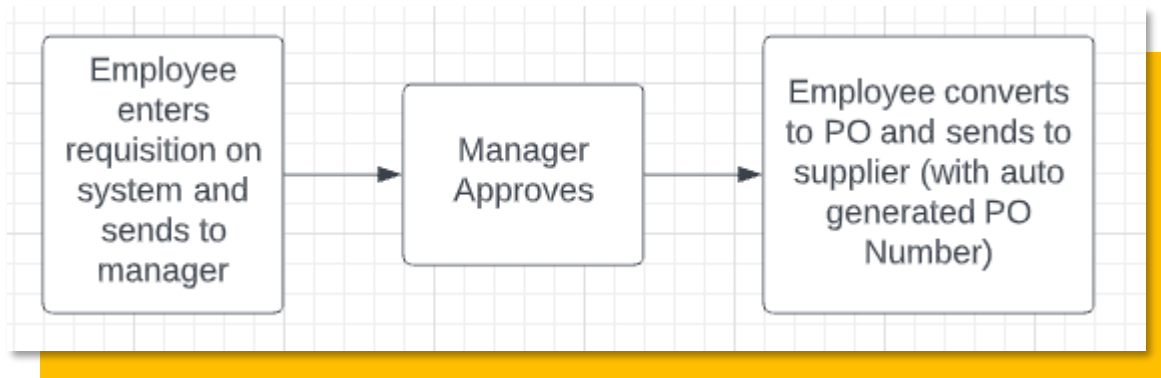 Employee
enters
requisition on
system and
sends to
manager
Manager
Approves
Employee converts
to PO and sends to
supplier (with auto
generated PO
Number)